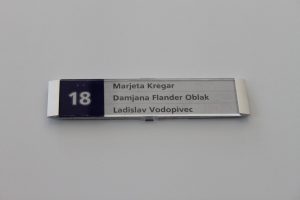 18
Marjeta Kregar
Damjana Flander Oblak
Ladislav Vodopivec